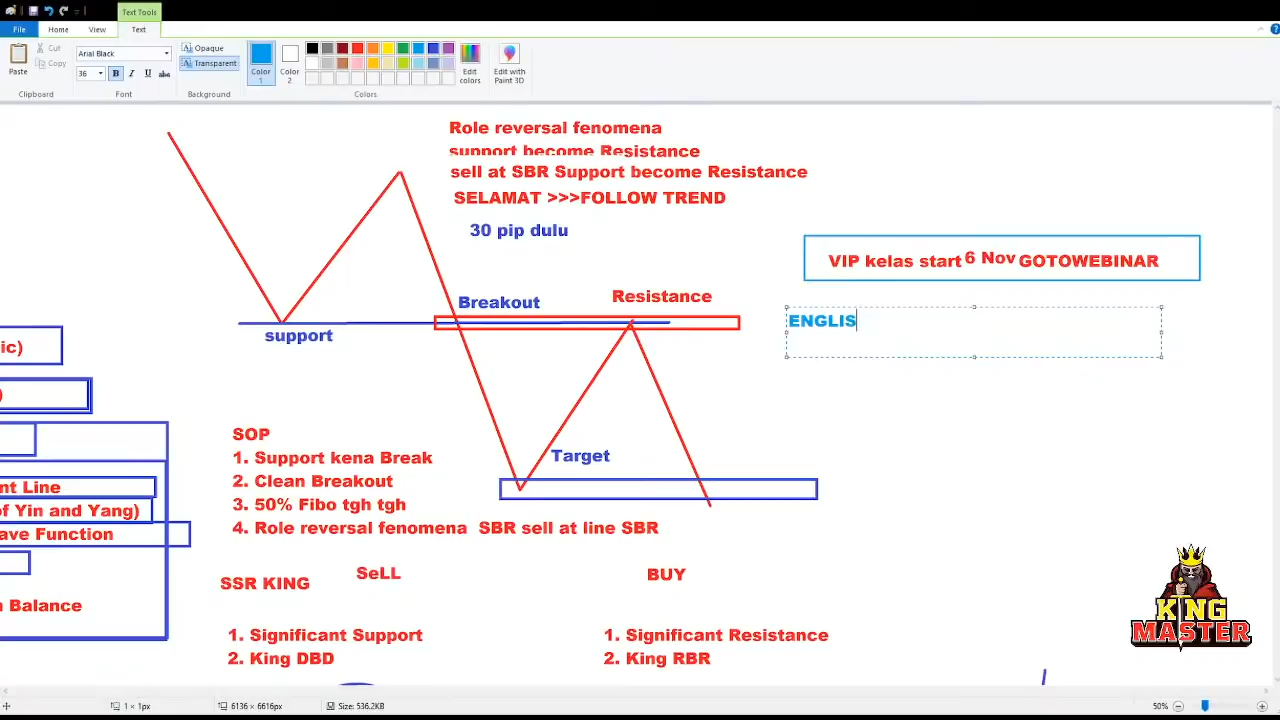 Text Tools
File
Home
View
Text
Paste
Cut
Copy
Clipboard
Arial Black
36
B
I
U
abc
Font
Opaque
Transparent
Background
Color
1
Color
2
Edit
colors
Edit with
Paint 3D
Colors
Role reversal fenomena
support become Resistance
sell at SBR Support become Resistance
SELAMAT >>>FOLLOW TREND
30 pip dulu
VIP kelas start 6 Nov GOTOWEBINAR
Breakout
Resistance
ENGLIS
support
ic)
)
SOP
Target
1. Support kena Break
2. Clean Breakout
nt Line
3. 50% Fibo tgh tgh
of Yin and Yang)
4. Role reversal fenomena SBR sell at line SBR
ave Function
SSR KING
SeLL
BUY
Balance
1. Significant Support
1. Significant Resistance
2. King DBD
2. King RBR
KING
MASTER
1 × 1px
6136 × 6616px
Size: 536.2KB
50%